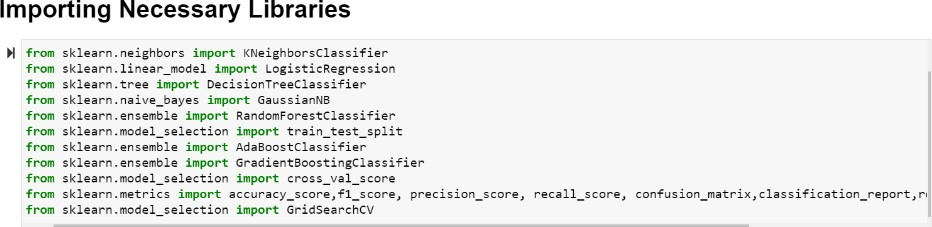 Importing Necessary Libraries
from sklearn.neighbors import KNeighborsClassifier
from sklearn.linear_model import LogisticRegression
from sklearn.tree import DecisionTreeClassifier
from sklearn.naive_bayes import GaussianNB
from sklearn.ensemble import RandomForestClassifier
from sklearn.model_selection import train_test_split
from sklearn.ensemble import AdaBoostClassifier
from sklearn.ensemble import GradientBoostingClassifier
from sklearn.model_selection import cross_val_score
from sklearn.metrics import accuracy_score,f1_score, precision_score, recall_score, confusion_matrix,classification_report,
from sklearn.model_selection import GridSearchCV